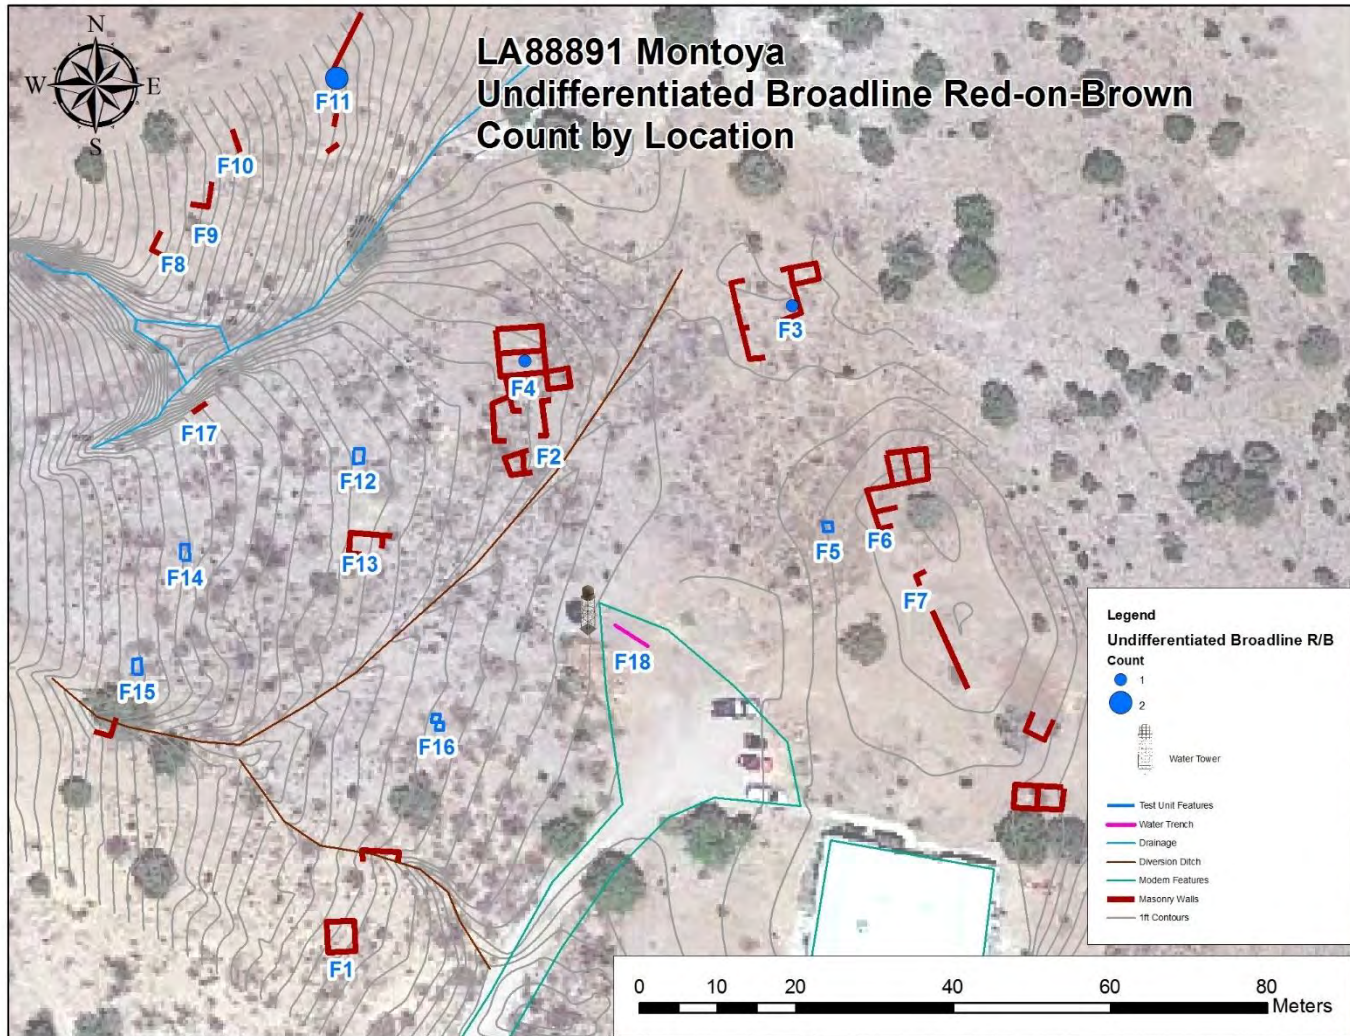 LA88891 Montoya
Undifferentiated Broadline Red-on-Brown
Count by Location
N
W
E
S
F11
F10
F9
F8
F3
F4
F17
F2
F12
F5
F6
F13
F14
F7
F18
F15
F16
F1
Legend
Undifferentiated Broadline R/B
Count
1
2
Water Tower
Test Unit Features
Water Trench
Drainage
Diversion Ditch
Modern Features
Masonry Walls
1ft Contours
0 10 20 40 60 80
Meters